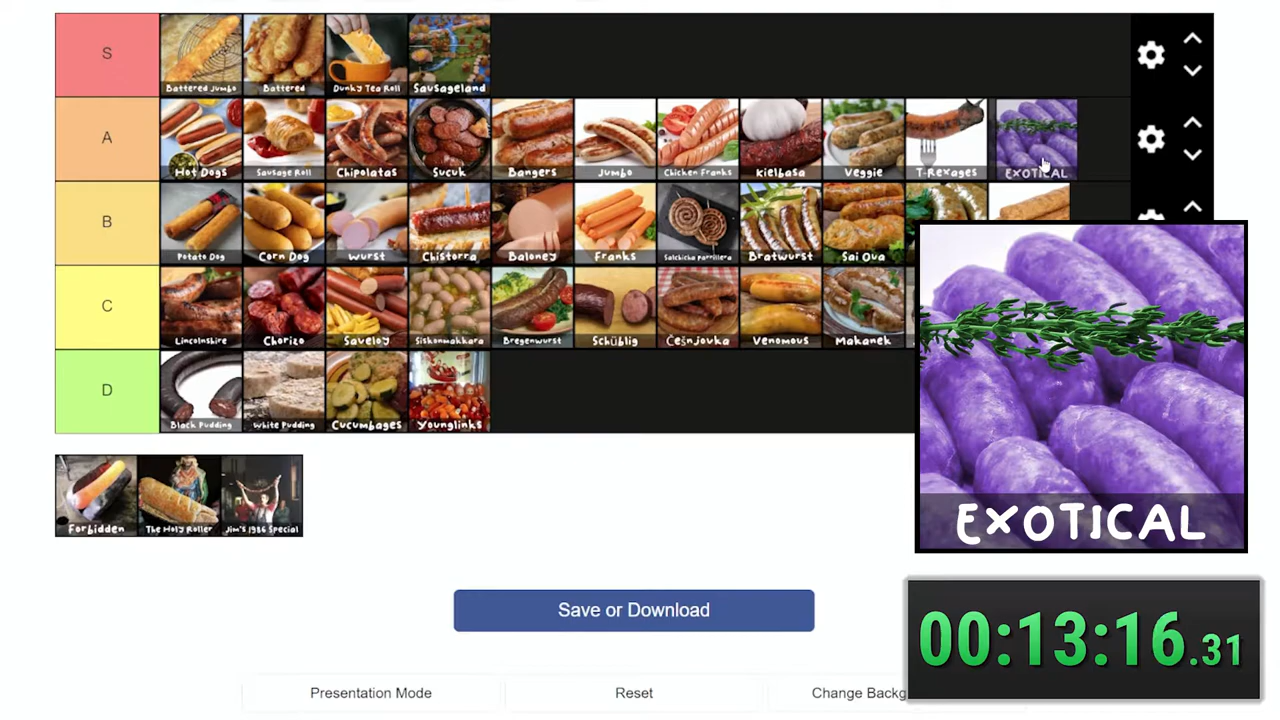 S
Battered Jumbo
Battered
Dunky Tea Roll
Sausageland
A
Hot Dogs
Sausage Roll
Chipolatas
Sucuk
Bangers
Jumbo
Chicken Franks
Kielbasa
Veggie
T-Rexages
EXOTICAL
B
Potato Dog
Corn Dog
Wurst
Chistorra
Baloney
Franks
Salchicha Parrillera
Bratwurst
Sai Oua
C
Lincolnshire
Chorizo
Saveloy
Siskonmakkara
Bregenwurst
Schüblig
Češnjovka
Venomous
Makanek
D
Black Pudding
White Pudding
Cucumbages
Younglinks
Forbidden
The Holy Roller
Jim's 1986 Special
EXOTICAL
Save or Download
00:13:16.31
Presentation Mode
Reset
Change Backg